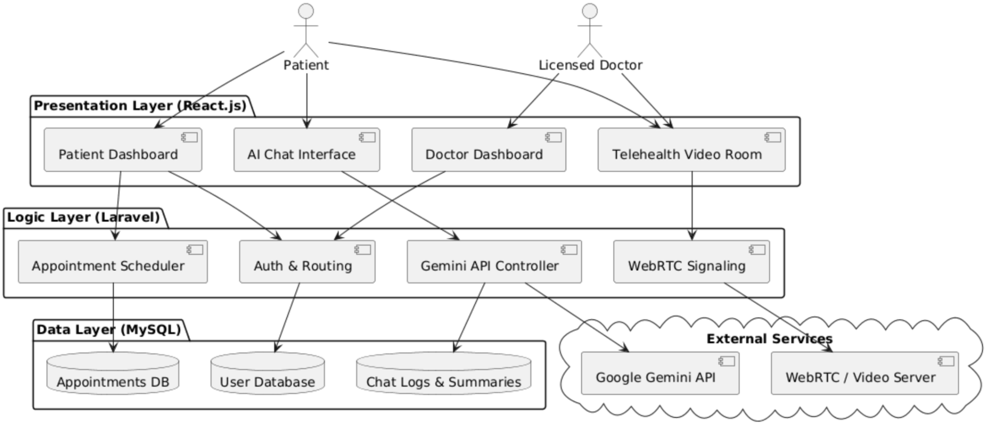 Patient
Licensed Doctor
Presentation Layer (React.js)
Patient Dashboard
AI Chat Interface
Doctor Dashboard
Telehealth Video Room
Logic Layer (Laravel)
Appointment Scheduler
Auth & Routing
Gemini API Controller
WebRTC Signaling
Data Layer (MySQL)
External Services
Appointments DB
User Database
Chat Logs & Summaries
Google Gemini API
WebRTC / Video Server